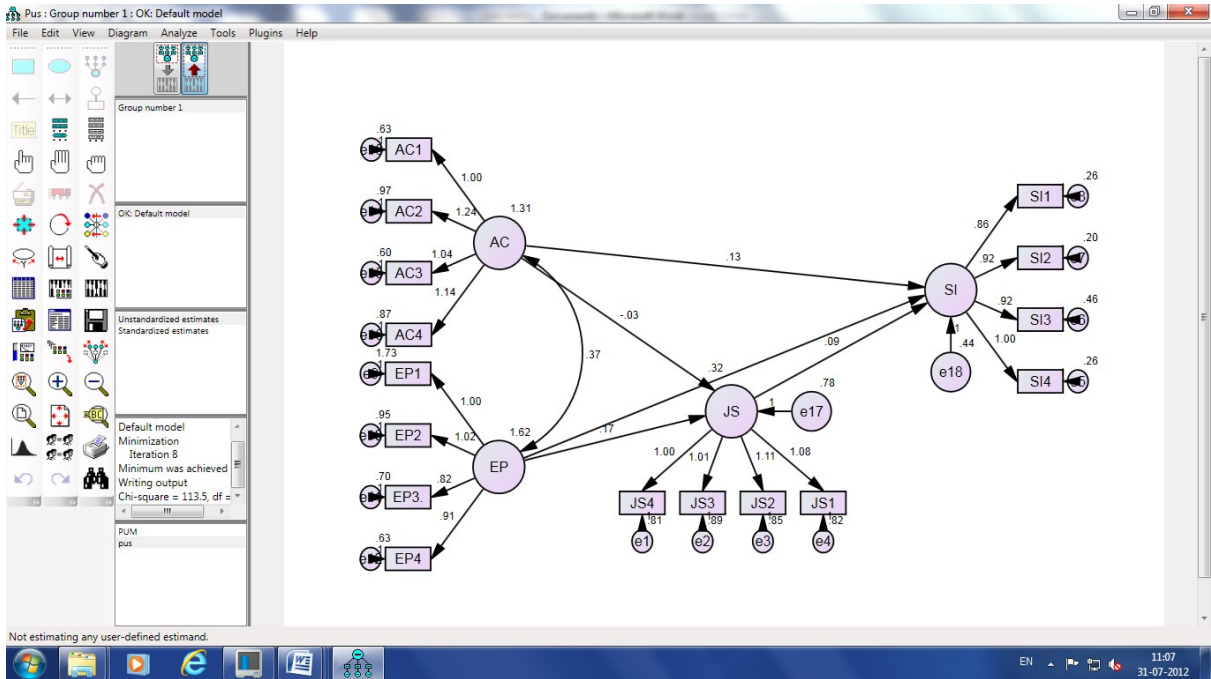 Pus : Group number 1 : OK: Default model
File Edit View Diagram Analyze Tools Plugins Help
Title
Group number 1
OK: Default model
Unstandardized estimates
Standardized estimates
Default model
Minimization
Iteration 8
Minimum was achieved
Writing output
Chi-square = 113.5, df =
PUM
pus
.63
AC1
1.00
.97
AC2
1.24
1.31
AC
.60
AC3
1.04
1.14
.87
AC4
1.73
EP1
1.00
.95
EP2
1.02
1.62
EP
.70
EP3.
.82
.91
.63
EP4
.37
.13
-.03
.09
.32
.17
JS
1
e17
.78
1.00
1.01
1.11
1.08
JS4
JS3
JS2
JS1
.81
.89
.85
.82
e1
e2
e3
e4
.26
SI1
.86
.20
SI2
.92
SI
.46
SI3
.92
1.00
.26
SI4
1
.44
e18
Not estimating any user-defined estimand.
EN
11:07
31-07-2012